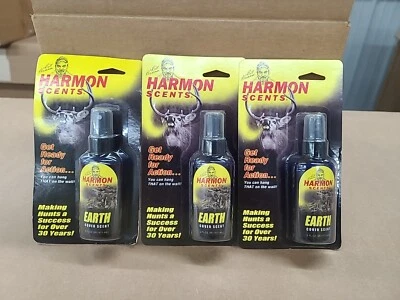 HARMON
SCENTS
Get
Ready
for
Action...
You can hang
THAT on the wall!
Making
Hunts a
Success
for Over
30 Years!
HARMON
EARTH
COVER SCENT
HARMON
SCENTS
Get
Ready
for
Action...
You can hang
THAT on the wall!
Making
Hunts a
Success
for Over
30 Years!
HARMON
EARTH
COVER SCENT
HARMON
SCENTS
Get
Ready
for
Action...
You can hang
THAT on the wall!
Making
Hunts a
Success
for Over
30 Years!
HARMON
EARTH
COVER SCENT